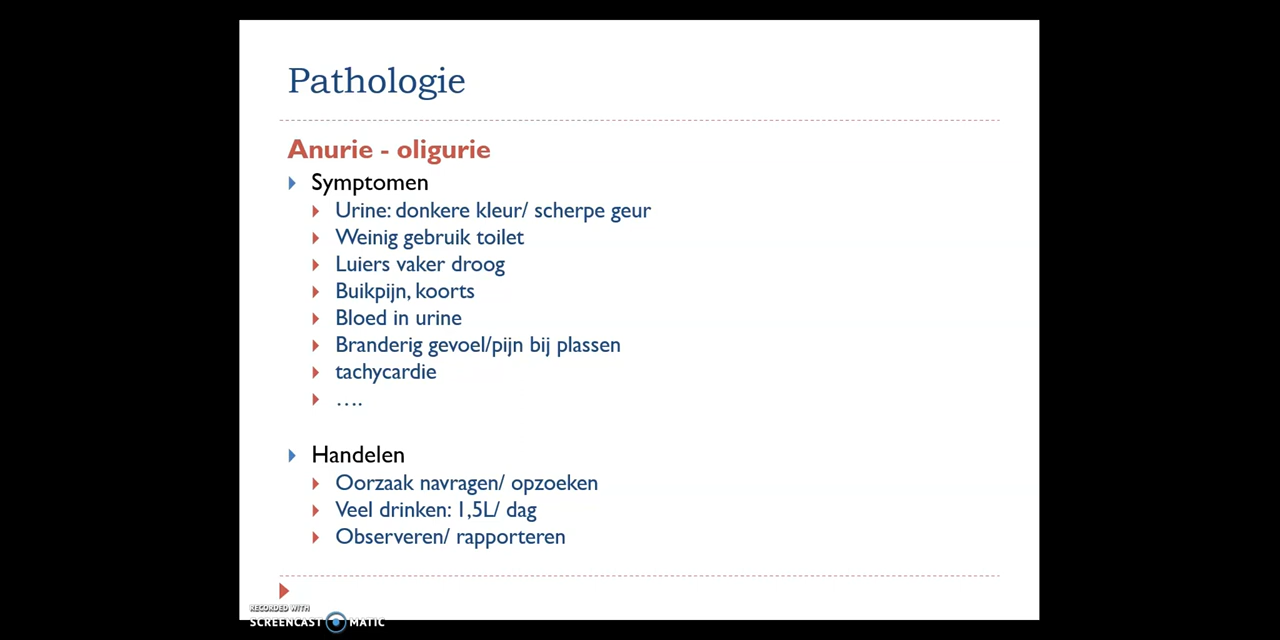 Pathologie
Anurie - oligurie
Symptomen
Urine: donkere kleur/ scherpe geur
Weinig gebruik toilet
Luiers vaker droog
Buikpijn, koorts
Bloed in urine
Branderig gevoel/pijn bij plassen
tachycardie
….
Handelen
Oorzaak navragen/ opzoeken
Veel drinken: 1,5L/ dag
Observeren/ rapporteren
RECORDED WITH
SCREENCAST MATIC